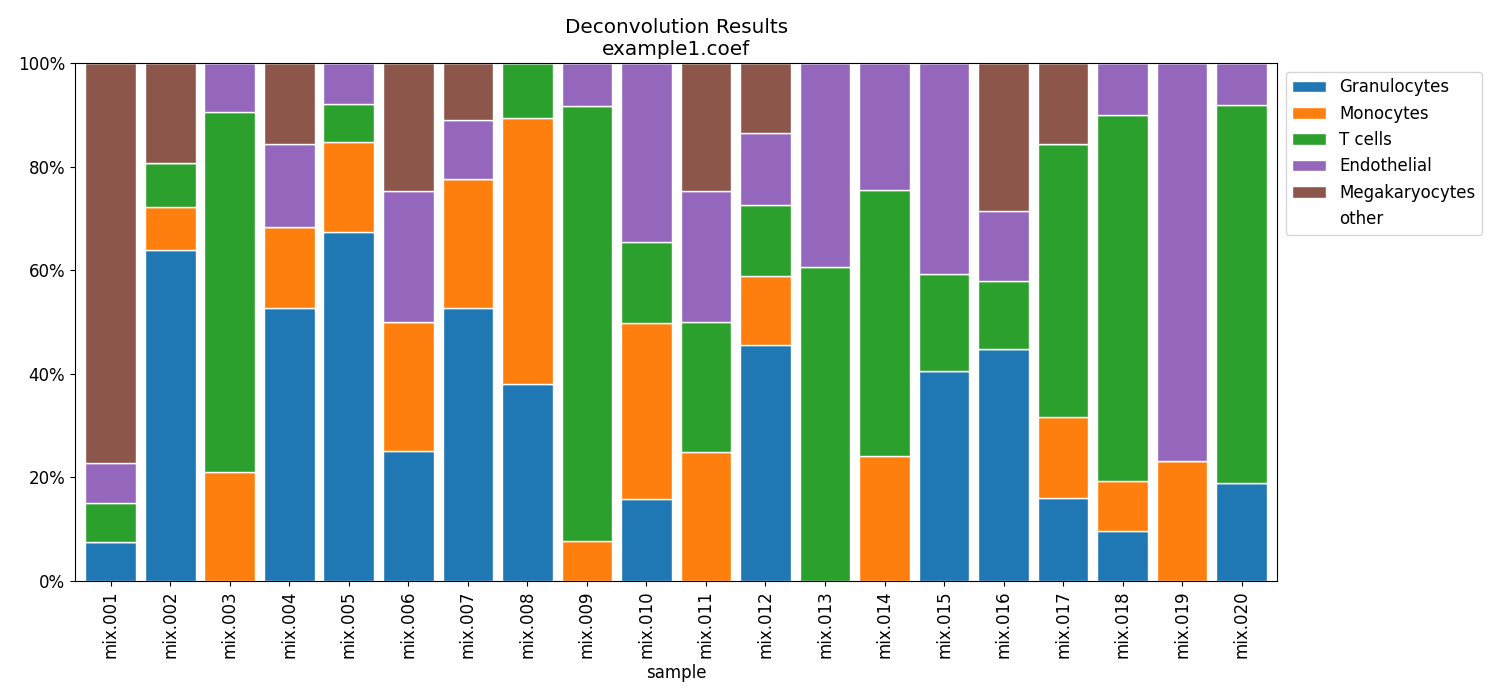 Deconvolution Results
example1.coef
100%
80%
60%
40%
20%
0%
Granulocytes
Monocytes
T cells
Endothelial
Megakaryocytes
other
mix.001
mix.002
mix.003
mix.004
mix.005
mix.006
mix.007
mix.008
mix.009
mix.010
mix.011
mix.012
mix.013
mix.014
mix.015
mix.016
mix.017
mix.018
mix.019
mix.020
sample